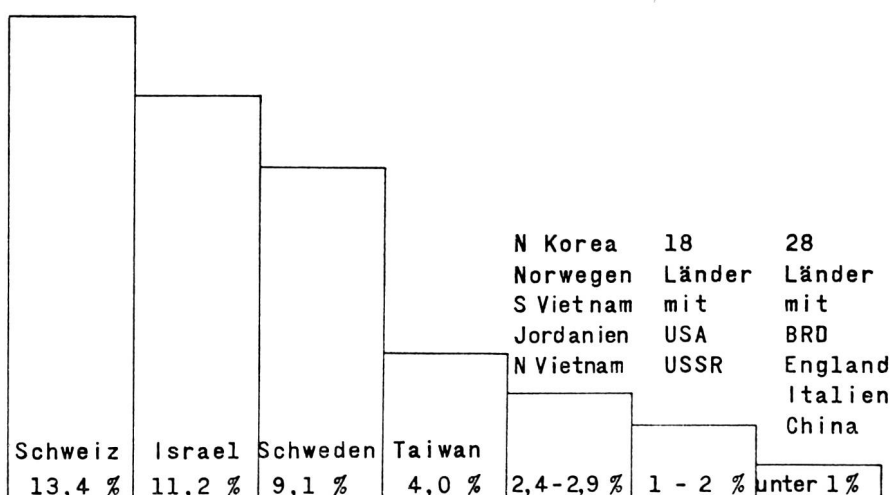 N Korea 18 28
Norwegen Länder Länder
S Vietnam mit mit
Jordanien USA BRD
N Vietnam USSR England
Italien
China
Schweiz Israel Schweden Taiwan
13,4 % 11,2 % 9,1 % 4,0 % 2,4-2,9 % 1 - 2 % unter 1%